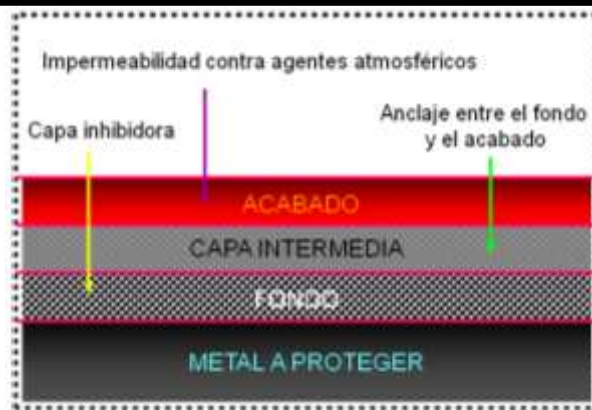 Impermeabilidad contra agentes atmosféricos
Capa inhibidora
Anclaje entre el fondo
y el acabado
ACABADO
CAPA INTERMEDIA
FONDO
METAL A PROTEGER